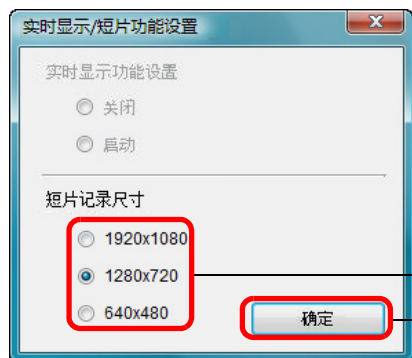 实时显示/短片功能设置
实时显示功能设置
关闭
启动
短片记录尺寸
1920x1080
1280x720
640x480
确定